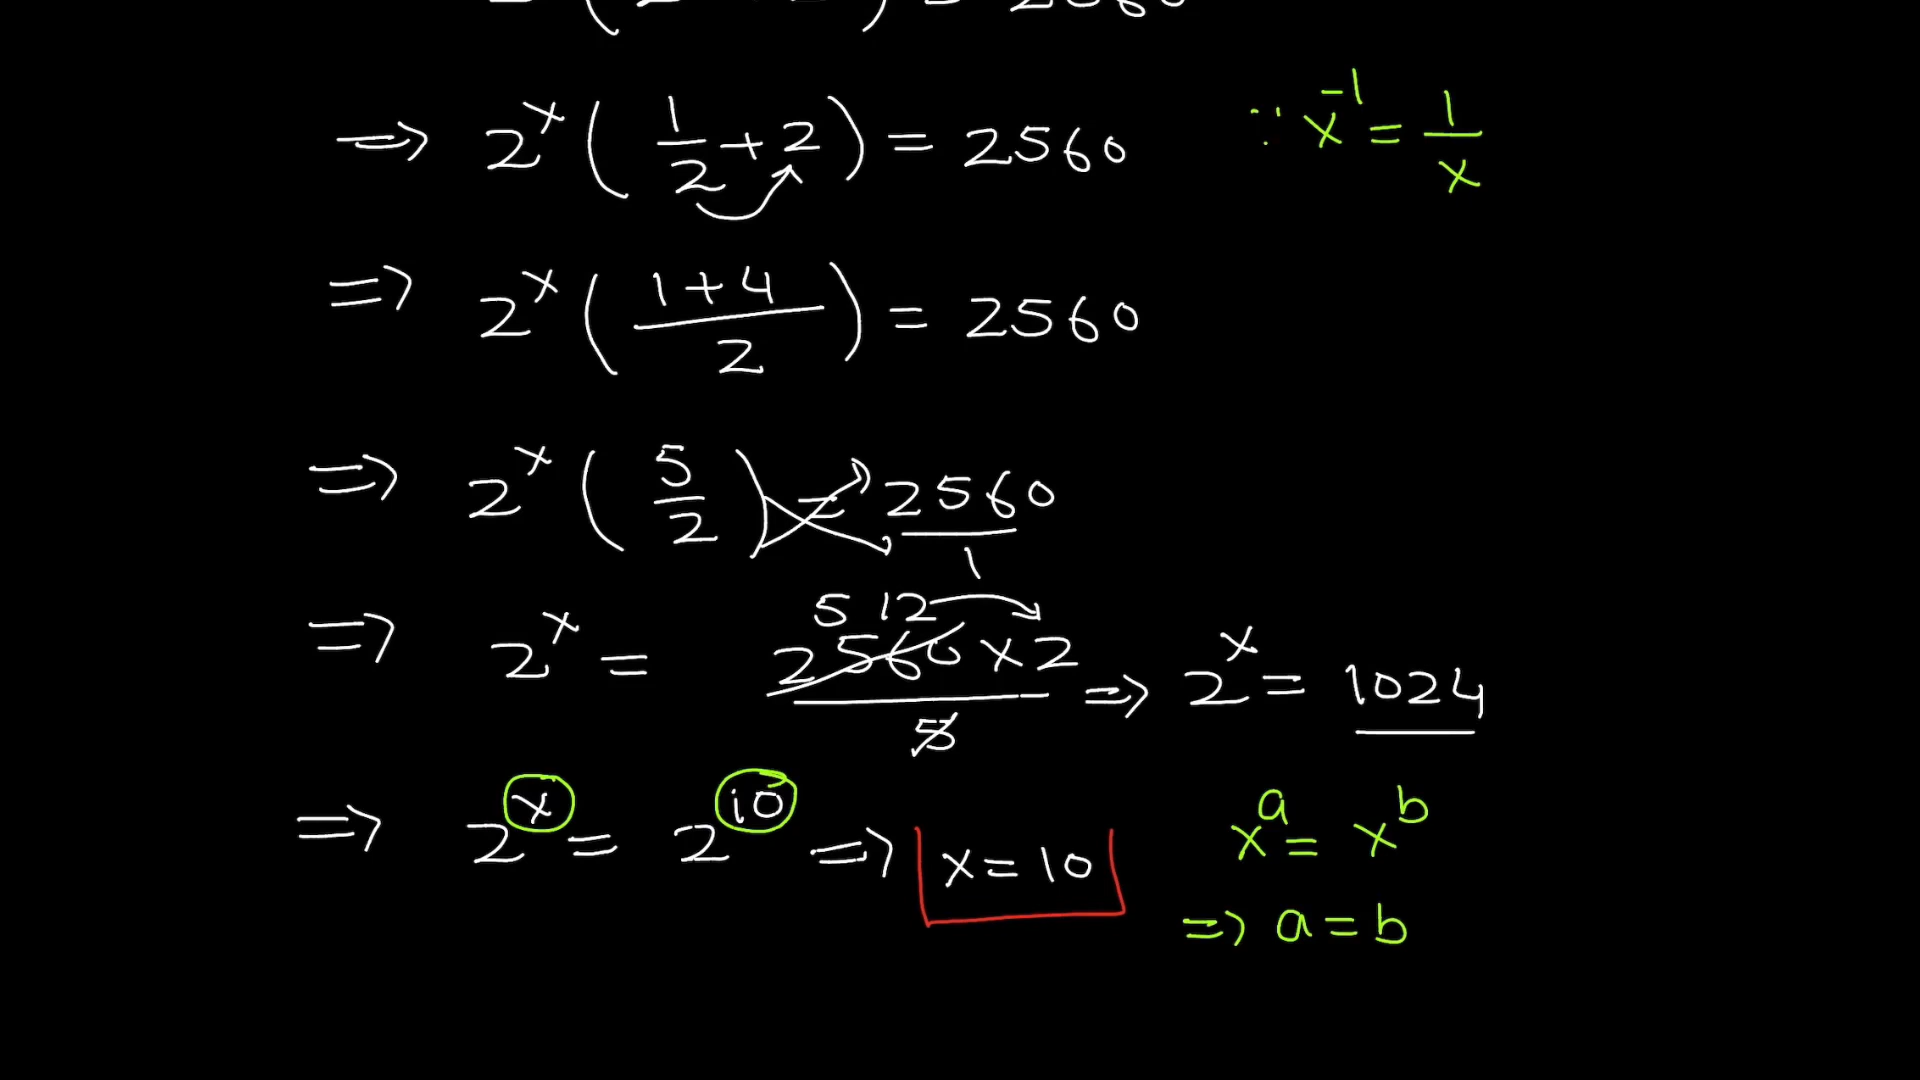 => 2^x ( 1/2 + 2 ) = 2560
∵ x^-1 = 1/x
=> 2^x ( (1+4)/2 ) = 2560
=> 2^x ( 5/2 ) = 2560/1
512
=> 2^x = (2560 × 2)/5 => 2^x = 1024
=> 2^x = 2^10 => x = 10
x^a = x^b
=> a = b